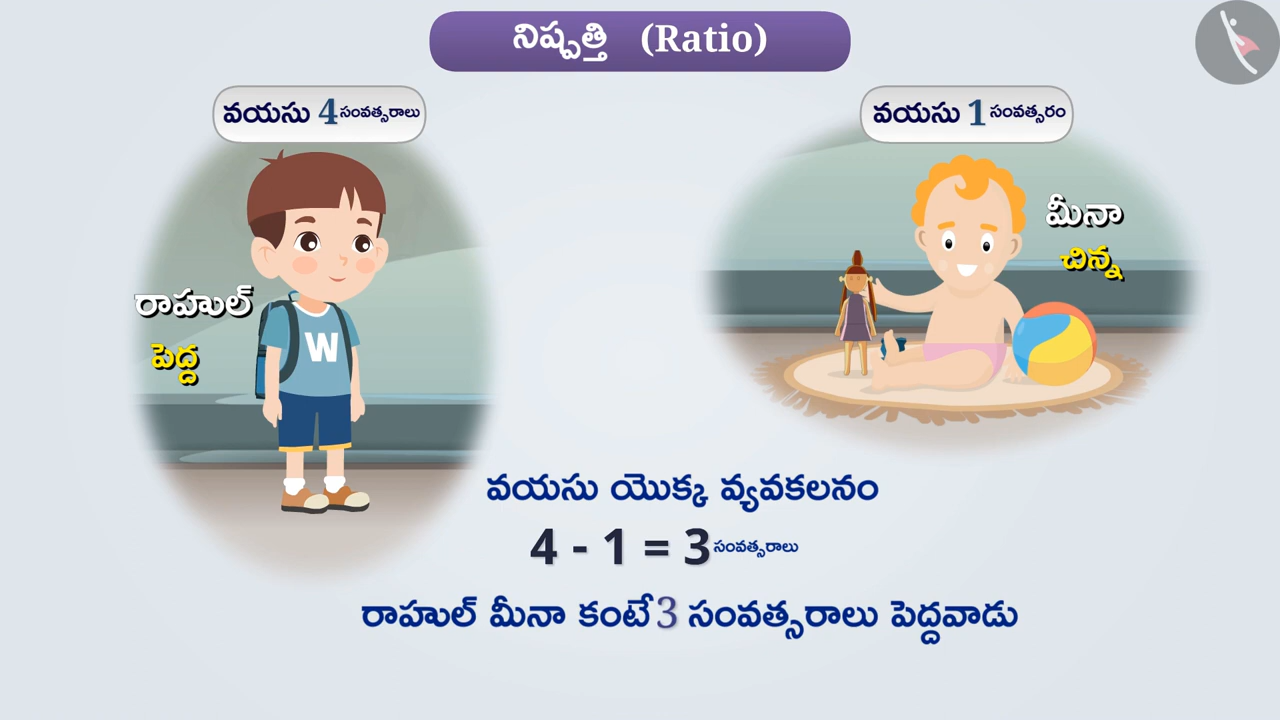 నిష్పత్తి (Ratio)
వయసు 4 సంవత్సరాలు
వయసు 1 సంవత్సరం
మీనా
చిన్న
రాహుల్
పెద్ద
W
వయసు యొక్క వ్యవకలనం
4 - 1 = 3 సంవత్సరాలు
రాహుల్ మీనా కంటే 3 సంవత్సరాలు పెద్దవాడు